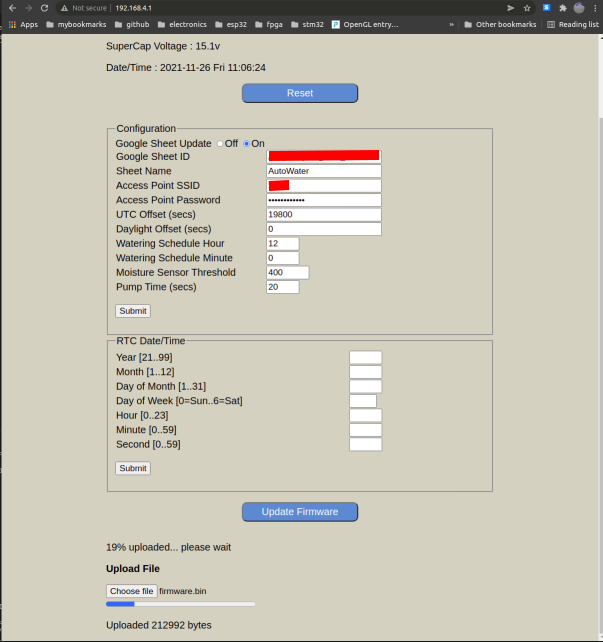 Not secure | 192.168.4.1
Apps mybookmarks github electronics esp32 fpga stm32 OpenGL entry... » Other bookmarks Reading list
SuperCap Voltage : 15.1v
Date/Time : 2021-11-26 Fri 11:06:24
Reset
Configuration
Google Sheet Update Off On
Google Sheet ID
Sheet Name AutoWater
Access Point SSID
Access Point Password ••••••••••••
UTC Offset (secs) 19800
Daylight Offset (secs) 0
Watering Schedule Hour 12
Watering Schedule Minute 0
Moisture Sensor Threshold 400
Pump Time (secs) 20
Submit
RTC Date/Time
Year [21..99]
Month [1..12]
Day of Month [1..31]
Day of Week [0=Sun..6=Sat]
Hour [0..23]
Minute [0..59]
Second [0..59]
Submit
Update Firmware
19% uploaded... please wait
Upload File
Choose file firmware.bin
Uploaded 212992 bytes